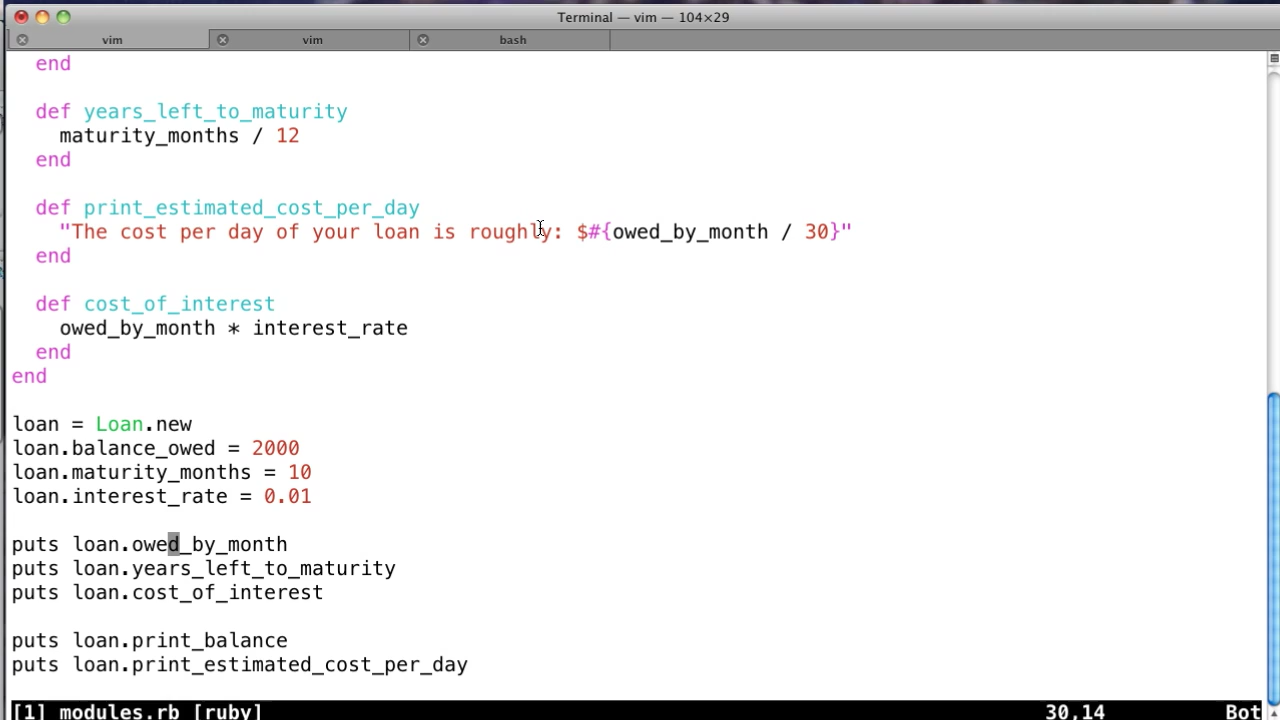 Terminal — vim — 104×29
vim vim bash
end
def years_left_to_maturity
maturity_months / 12
end
def print_estimated_cost_per_day
"The cost per day of your loan is roughly: $#{owed_by_month / 30}"
end
def cost_of_interest
owed_by_month * interest_rate
end
end
loan = Loan.new
loan.balance_owed = 2000
loan.maturity_months = 10
loan.interest_rate = 0.01
puts loan.owed_by_month
puts loan.years_left_to_maturity
puts loan.cost_of_interest
puts loan.print_balance
puts loan.print_estimated_cost_per_day
[1] modules.rb [ruby] 30,14 Bot